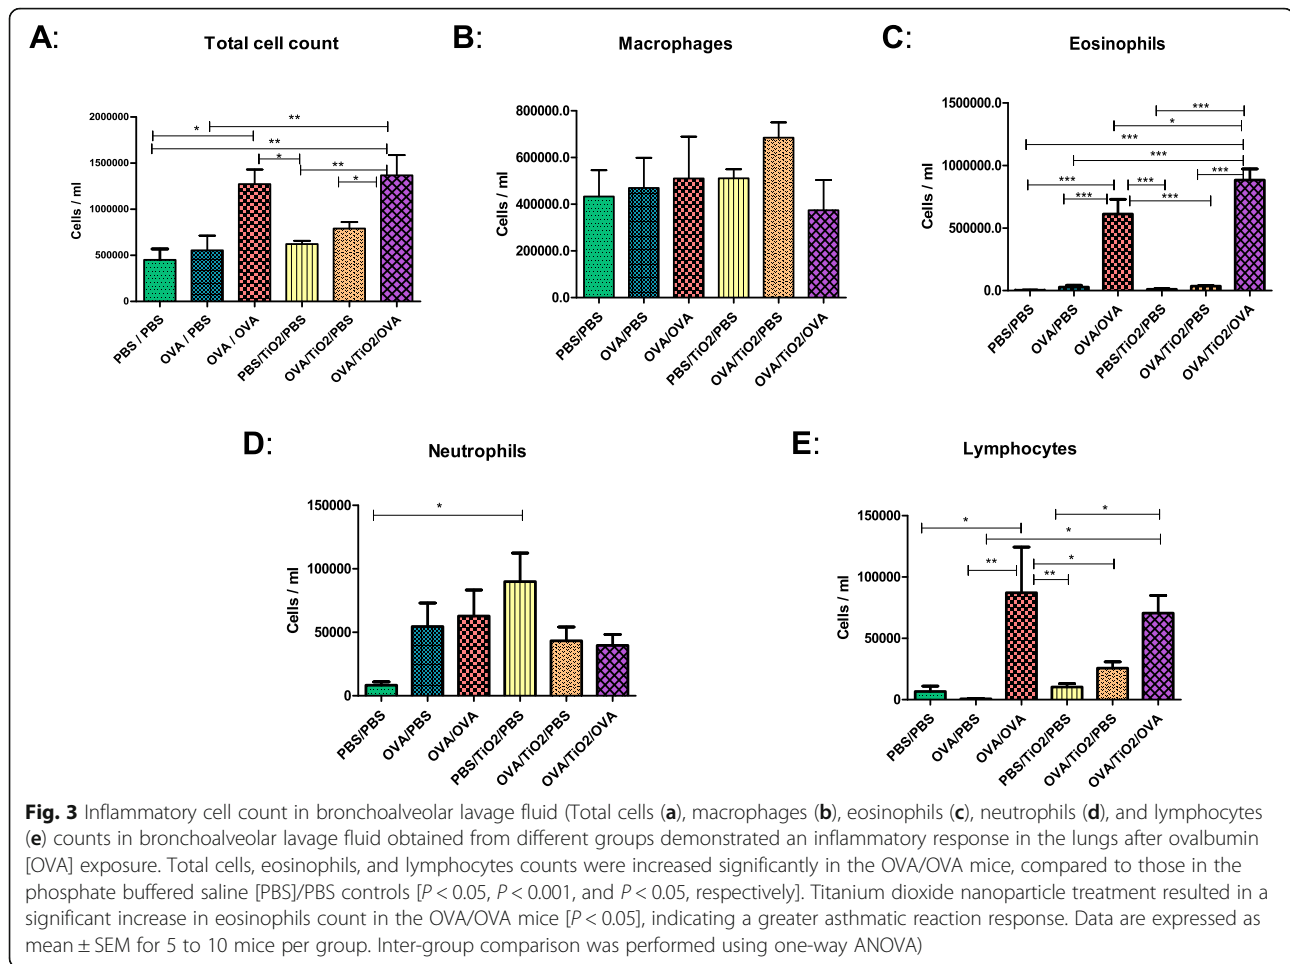 A:
Total cell count
Cells / ml
2000000
1500000
1000000
500000
0
*
**
**
*
**
*
PBS / PBS
OVA / PBS
OVA / OVA
PBS/TiO2/PBS
OVA/TiO2/PBS
OVA/TiO2/OVA
B:
Macrophages
Cells / ml
800000.0
600000.0
400000.0
200000.0
0.0
PBS/PBS
OVA/PBS
OVA/OVA
PBS/TiO2/PBS
OVA/TiO2/PBS
OVA/TiO2/OVA
C:
Eosinophils
Cells / ml
1500000.0
1000000.0
500000.0
0.0
***
*
***
***
***
***
***
***
***
PBS/PBS
OVA/PBS
OVA/OVA
PBS/TiO2/PBS
OVA/TiO2/PBS
OVA/TiO2/OVA
D:
Neutrophils
Cells / ml
150000
100000
50000
0
*
PBS/PBS
OVA/PBS
OVA/OVA
PBS/TiO2/PBS
OVA/TiO2/PBS
OVA/TiO2/OVA
E:
Lymphocytes
Cells / ml
150000
100000
50000
0
*
*
*
**
*
**
PBS/PBS
OVA/PBS
OVA/OVA
PBS/TiO2/PBS
OVA/TiO2/PBS
OVA/TiO2/OVA
Fig. 3 Inflammatory cell count in bronchoalveolar lavage fluid (Total cells (a), macrophages (b), eosinophils (c), neutrophils (d), and lymphocytes
(e) counts in bronchoalveolar lavage fluid obtained from different groups demonstrated an inflammatory response in the lungs after ovalbumin
[OVA] exposure. Total cells, eosinophils, and lymphocytes counts were increased significantly in the OVA/OVA mice, compared to those in the
phosphate buffered saline [PBS]/PBS controls [P < 0.05, P < 0.001, and P < 0.05, respectively]. Titanium dioxide nanoparticle treatment resulted in a
significant increase in eosinophils count in the OVA/OVA mice [P < 0.05], indicating a greater asthmatic reaction response. Data are expressed as
mean ± SEM for 5 to 10 mice per group. Inter-group comparison was performed using one-way ANOVA)